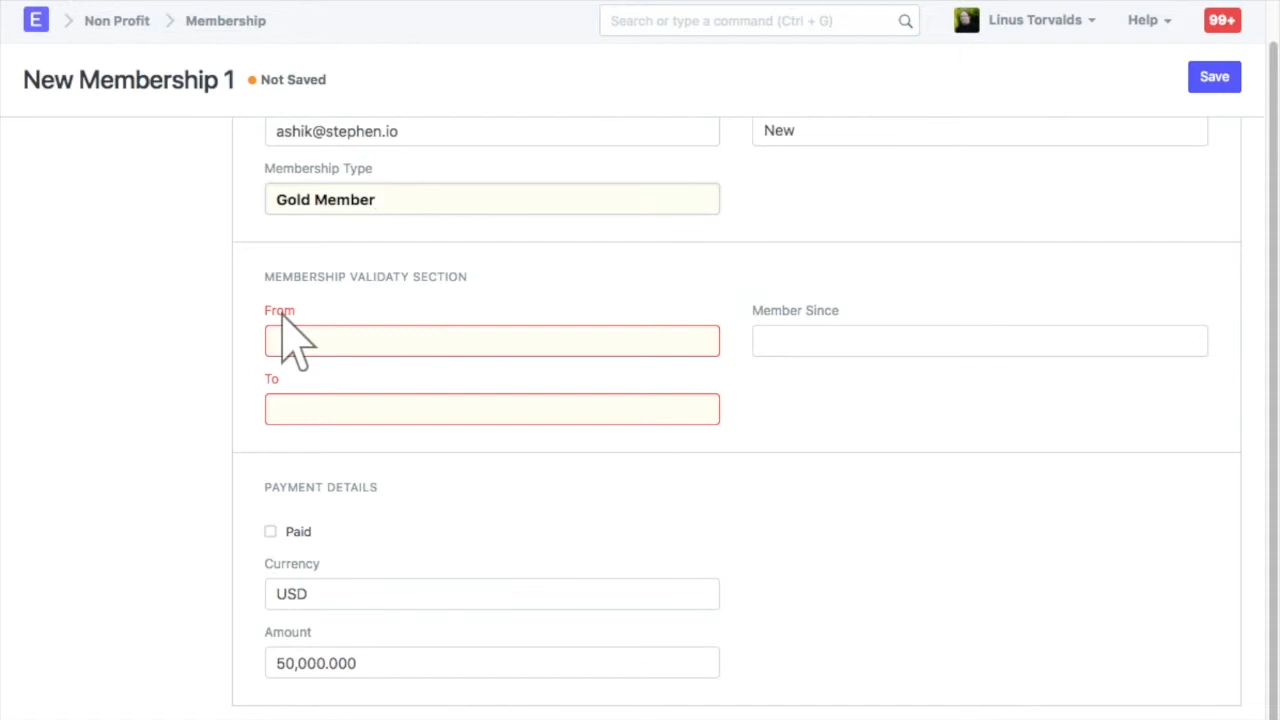 E Non Profit Membership Search or type a command (Ctrl + G) Linus Torvalds Help 99+
New Membership 1 Not Saved Save
ashik@stephen.io New
Membership Type
Gold Member
MEMBERSHIP VALIDATY SECTION
From Member Since
To
PAYMENT DETAILS
Paid
Currency
USD
Amount
50,000.000